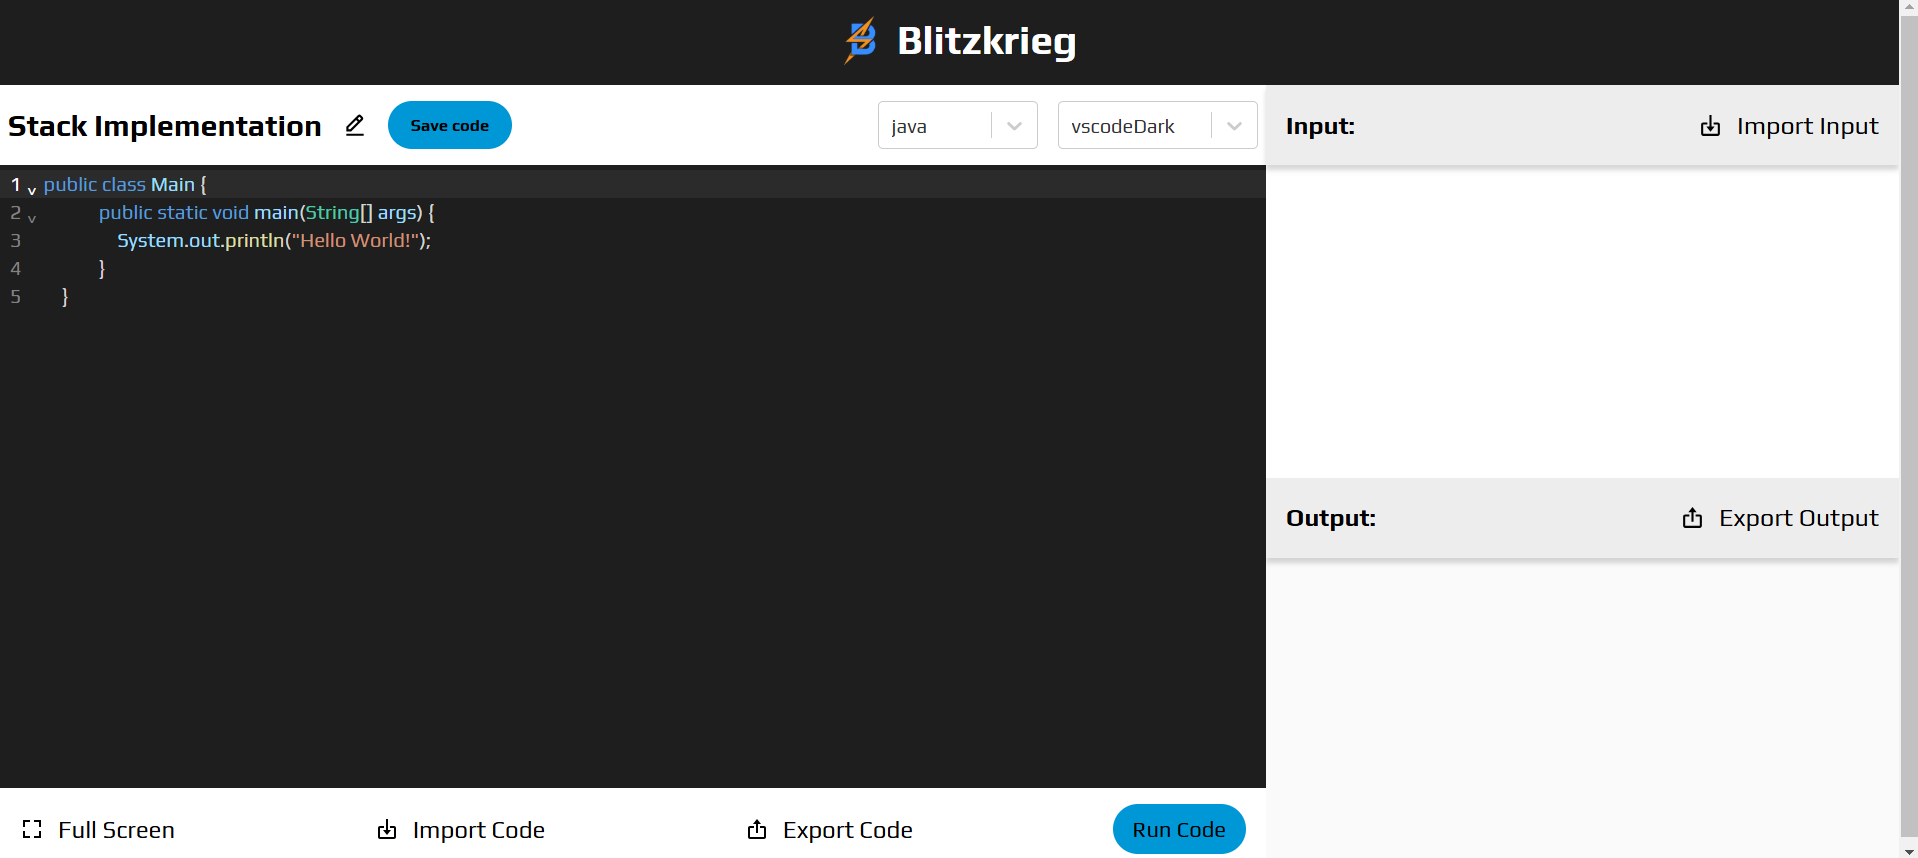 Blitzkrieg
Stack Implementation
Save code
java
vscodeDark
Input:
Import Input
1 public class Main {
2 public static void main(String[] args) {
3 System.out.println("Hello World!");
4 }
5 }
Output:
Export Output
Full Screen
Import Code
Export Code
Run Code